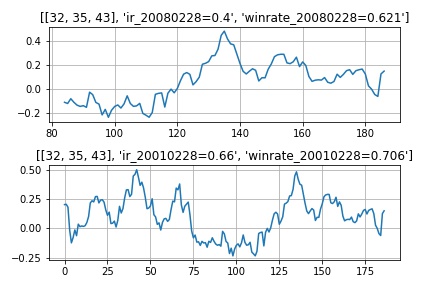 [[32, 35, 43], 'ir_20080228=0.4', 'winrate_20080228=0.621']
0.4
0.2
0.0
−0.2
80 100 120 140 160 180
[[32, 35, 43], 'ir_20010228=0.66', 'winrate_20010228=0.706']
0.50
0.25
0.00
−0.25
0 25 50 75 100 125 150 175